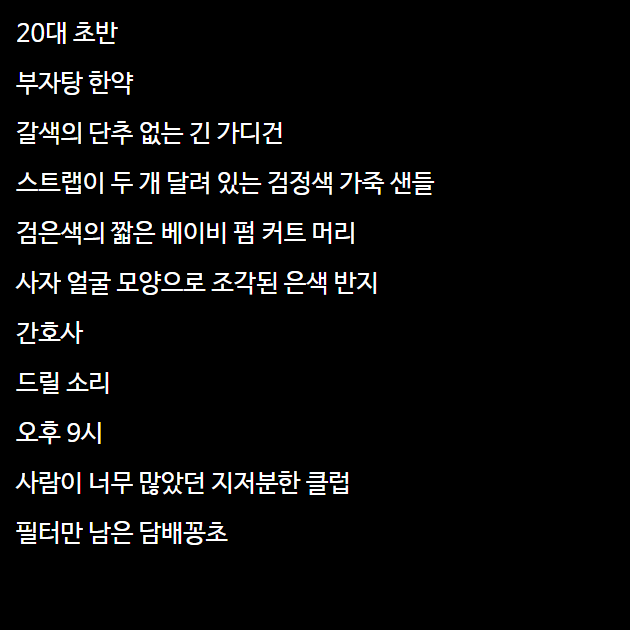 20대 초반
부자탕 한약
갈색의 단추 없는 긴 가디건
스트랩이 두 개 달려 있는 검정색 가죽 샌들
검은색의 짧은 베이비 펌 커트 머리
사자 얼굴 모양으로 조각된 은색 반지
간호사
드릴 소리
오후 9시
사람이 너무 많았던 지저분한 클럽
필터만 남은 담배꽁초